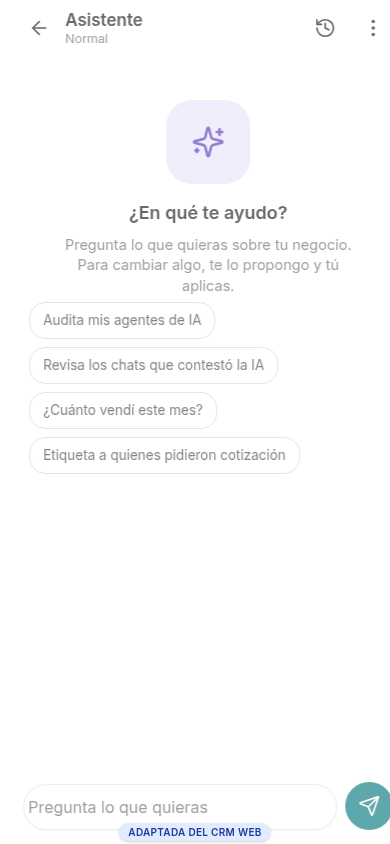 Asistente
Normal
¿En qué te ayudo?
Pregunta lo que quieras sobre tu negocio.
Para cambiar algo, te lo propongo y tú
aplicas.
Audita mis agentes de IA
Revisa los chats que contestó la IA
¿Cuánto vendí este mes?
Etiqueta a quienes pidieron cotización
Pregunta lo que quieras
ADAPTADA DEL CRM WEB